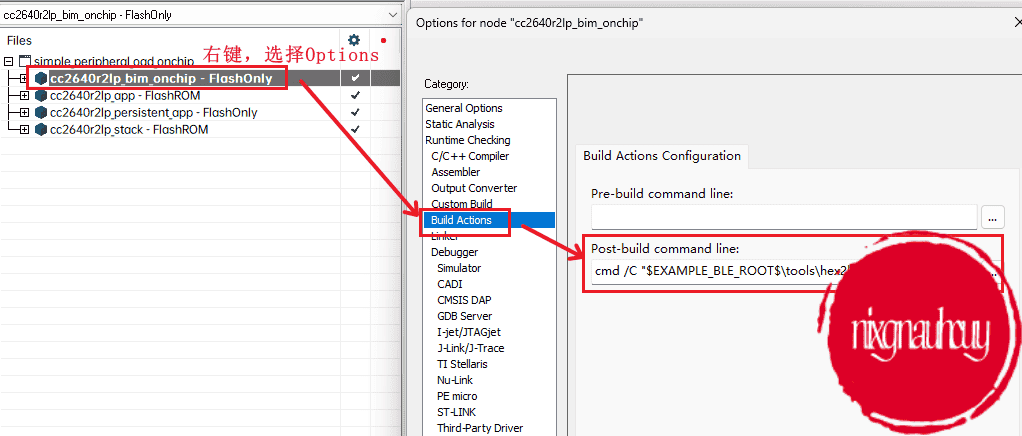 cc2640r2lp_bim_onchip - FlashOnly
Files
simple_peripheral_oad_onchip
右键，选择Options
cc2640r2lp_bim_onchip - FlashOnly
cc2640r2lp_app - FlashROM
cc2640r2lp_persistent_app - FlashOnly
cc2640r2lp_stack - FlashROM
Options for node "cc2640r2lp_bim_onchip"
Category:
General Options
Static Analysis
Runtime Checking
C/C++ Compiler
Assembler
Output Converter
Custom Build
Build Actions
Linker
Debugger
Simulator
CADI
CMSIS DAP
GDB Server
I-jet/JTAGjet
J-Link/J-Trace
TI Stellaris
Nu-Link
PE micro
ST-LINK
Third-Party Driver
Build Actions Configuration
Pre-build command line:
...
Post-build command line:
cmd /C "$EXAMPLE_BLE_ROOT$\tools\hex2
nixgnauhcuy